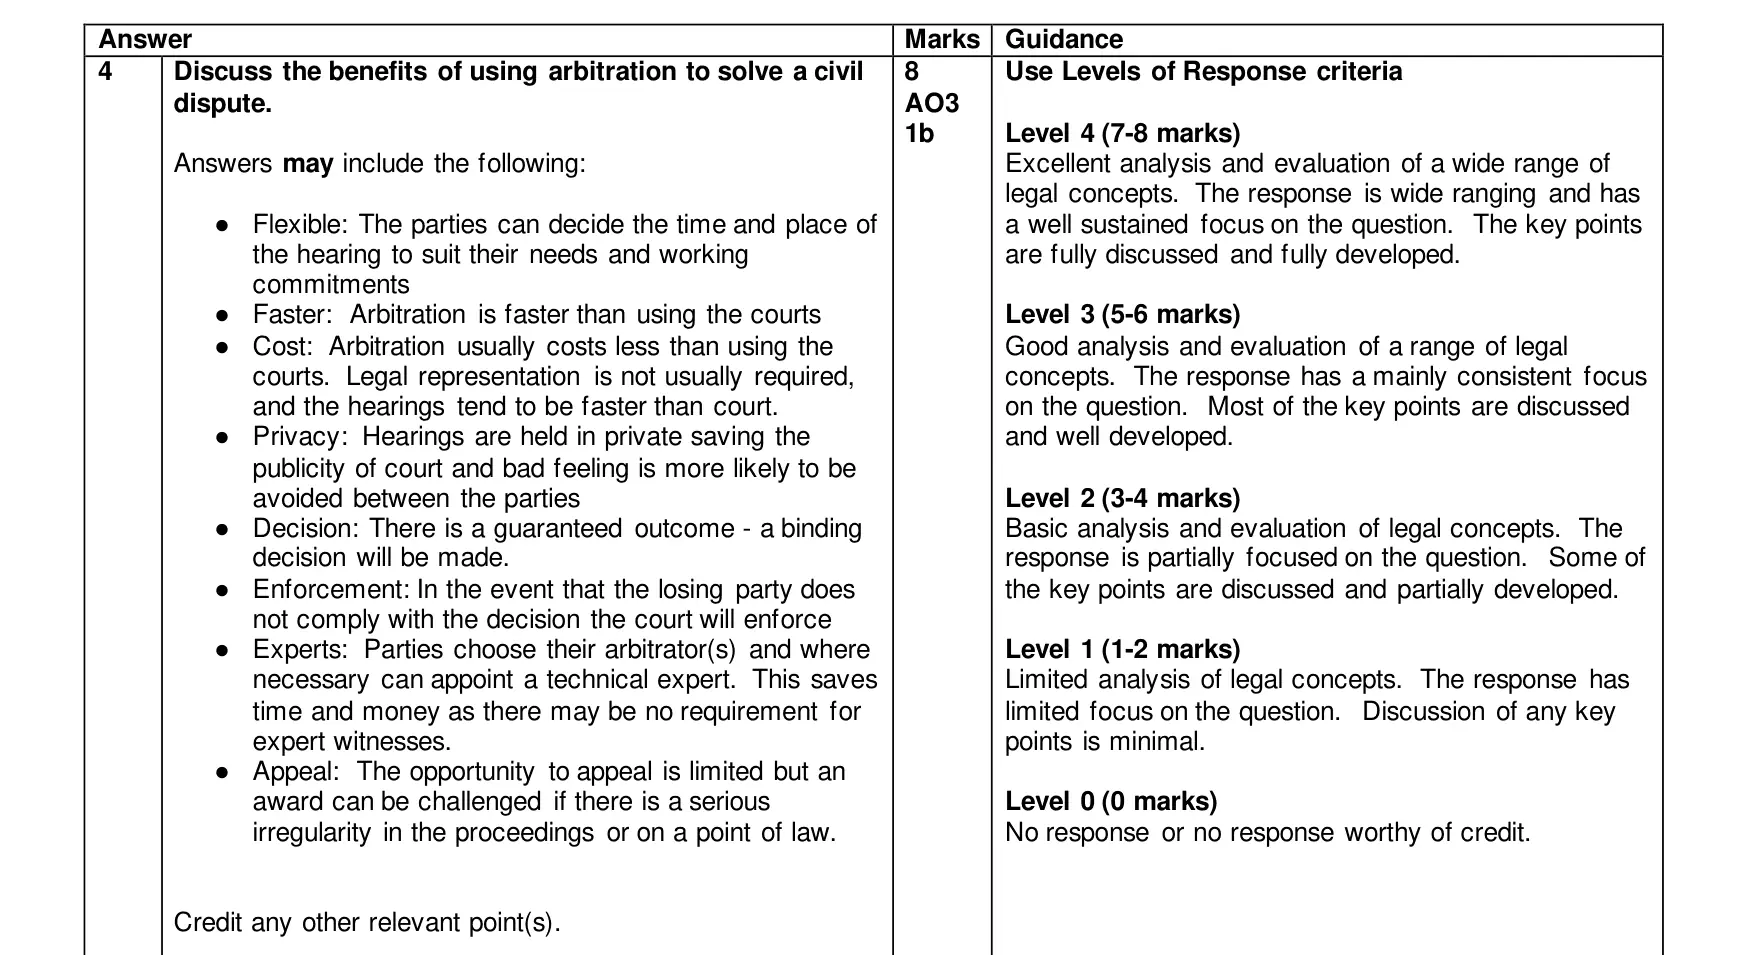 Answer
Marks
Guidance
4
Discuss the benefits of using arbitration to solve a civil
dispute.
Answers may include the following:
● Flexible: The parties can decide the time and place of
the hearing to suit their needs and working
commitments
● Faster: Arbitration is faster than using the courts
● Cost: Arbitration usually costs less than using the
courts. Legal representation is not usually required,
and the hearings tend to be faster than court.
● Privacy: Hearings are held in private saving the
publicity of court and bad feeling is more likely to be
avoided between the parties
● Decision: There is a guaranteed outcome - a binding
decision will be made.
● Enforcement: In the event that the losing party does
not comply with the decision the court will enforce
● Experts: Parties choose their arbitrator(s) and where
necessary can appoint a technical expert. This saves
time and money as there may be no requirement for
expert witnesses.
● Appeal: The opportunity to appeal is limited but an
award can be challenged if there is a serious
irregularity in the proceedings or on a point of law.
Credit any other relevant point(s).
8
AO3
1b
Use Levels of Response criteria
Level 4 (7-8 marks)
Excellent analysis and evaluation of a wide range of
legal concepts. The response is wide ranging and has
a well sustained focus on the question. The key points
are fully discussed and fully developed.
Level 3 (5-6 marks)
Good analysis and evaluation of a range of legal
concepts. The response has a mainly consistent focus
on the question. Most of the key points are discussed
and well developed.
Level 2 (3-4 marks)
Basic analysis and evaluation of legal concepts. The
response is partially focused on the question. Some of
the key points are discussed and partially developed.
Level 1 (1-2 marks)
Limited analysis of legal concepts. The response has
limited focus on the question. Discussion of any key
points is minimal.
Level 0 (0 marks)
No response or no response worthy of credit.